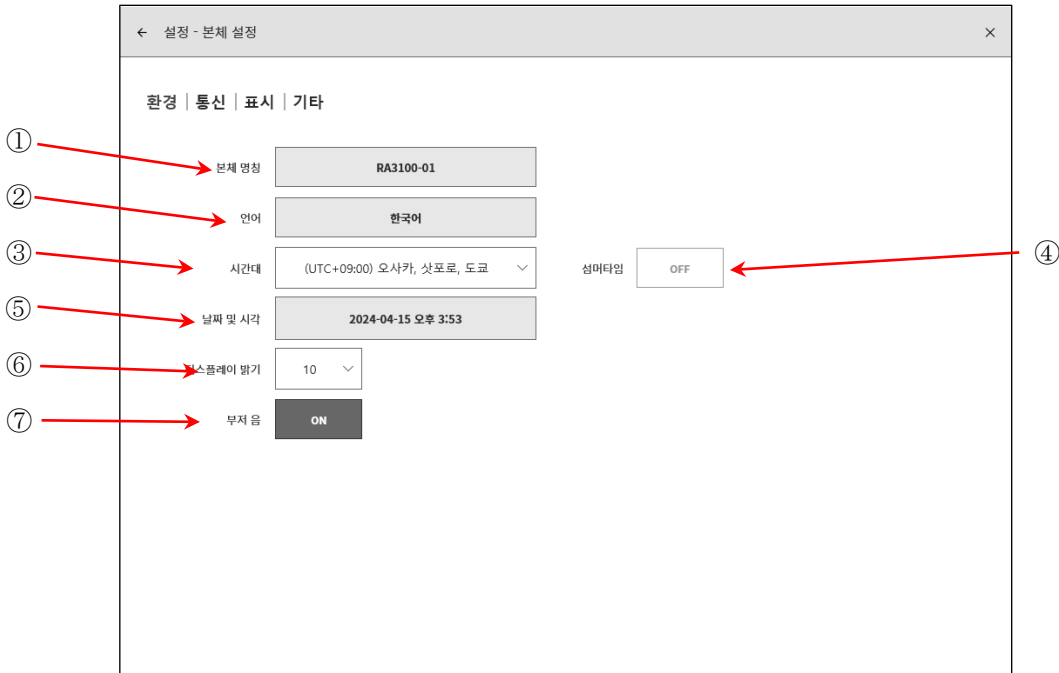 ← 설정 - 본체 설정 ×
환경 | 통신 | 표시 | 기타
① 본체 명칭 RA3100-01
② 언어 한국어
③ 시간대 (UTC+09:00) 오사카, 삿포로, 도쿄 섬머타임 OFF ④
⑤ 날짜 및 시각 2024-04-15 오후 3:53
⑥ 스플레이 밝기 10
⑦ 부저 음 ON